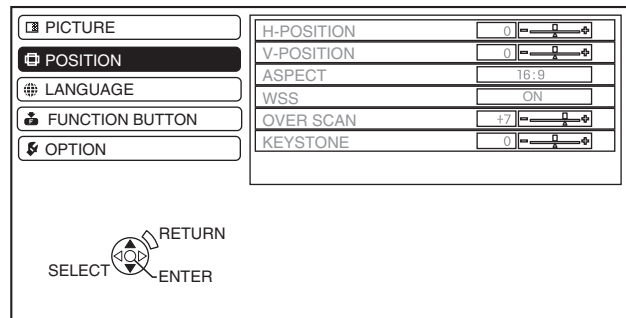 PICTURE
POSITION
LANGUAGE
FUNCTION BUTTON
OPTION
H-POSITION 0
V-POSITION 0
ASPECT 16:9
WSS ON
OVER SCAN +7
KEYSTONE 0
RETURN
SELECT
ENTER